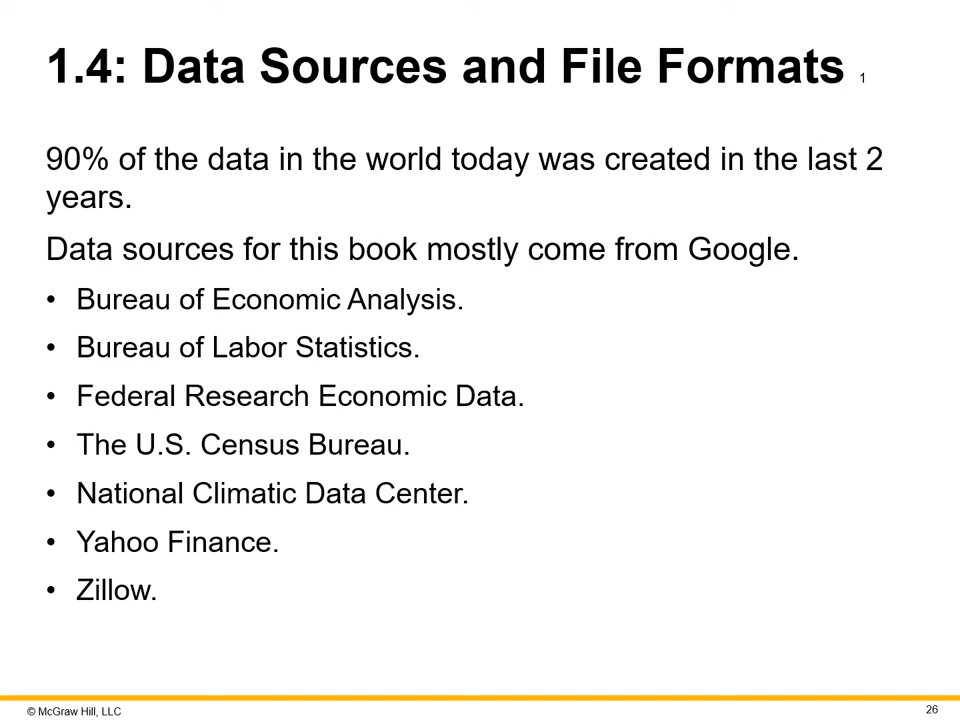 1.4: Data Sources and File Formats 1
90% of the data in the world today was created in the last 2
years.
Data sources for this book mostly come from Google.
• Bureau of Economic Analysis.
• Bureau of Labor Statistics.
• Federal Research Economic Data.
• The U.S. Census Bureau.
• National Climatic Data Center.
• Yahoo Finance.
• Zillow.
© McGraw Hill, LLC
26